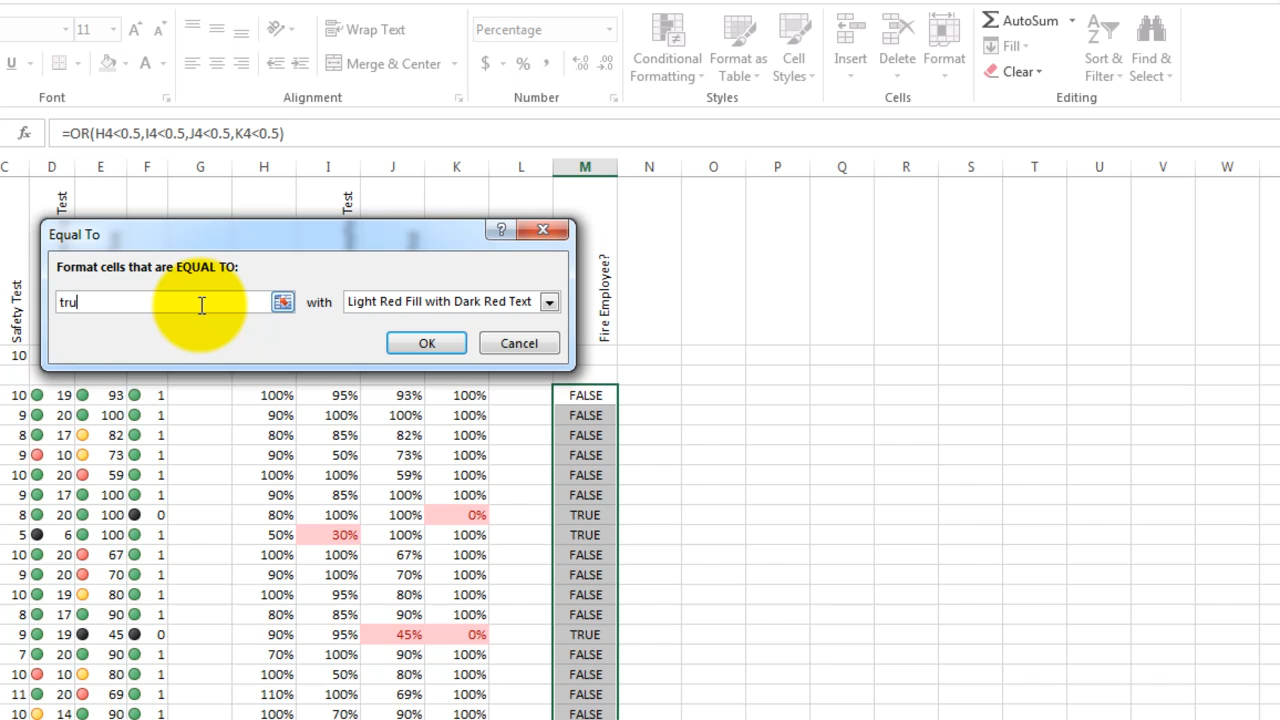 11
A
A
Wrap Text
Percentage
AutoSum
U
A
Merge & Center
$ % ,
Conditional Formatting
Format as Table
Cell Styles
Insert
Delete
Format
Fill
Clear
Sort & Filter
Find & Select
Font
Alignment
Number
Styles
Cells
Editing
fx =OR(H4<0.5,I4<0.5,J4<0.5,K4<0.5)
C D E F G H I J K L M N O P Q R S T U V W
Safety Test
Test
Test
Fire Employee?
Equal To
?
Format cells that are EQUAL TO:
tru with Light Red Fill with Dark Red Text
OK Cancel
10
10 19 93 1 100% 95% 93% 100% FALSE
9 20 100 1 90% 100% 100% 100% FALSE
8 17 82 1 80% 85% 82% 100% FALSE
9 10 73 1 90% 50% 73% 100% FALSE
10 20 59 1 100% 100% 59% 100% FALSE
9 17 100 1 90% 85% 100% 100% FALSE
8 20 100 0 80% 100% 100% 0% TRUE
5 6 100 1 50% 30% 100% 100% TRUE
10 20 67 1 100% 100% 67% 100% FALSE
9 20 70 1 90% 100% 70% 100% FALSE
10 19 80 1 100% 95% 80% 100% FALSE
8 17 90 1 80% 85% 90% 100% FALSE
9 19 45 0 90% 95% 45% 0% TRUE
7 20 90 1 70% 100% 90% 100% FALSE
10 10 80 1 100% 50% 80% 100% FALSE
11 20 69 1 110% 100% 69% 100% FALSE
10 14 90 1 100% 70% 90% 100% FALSE